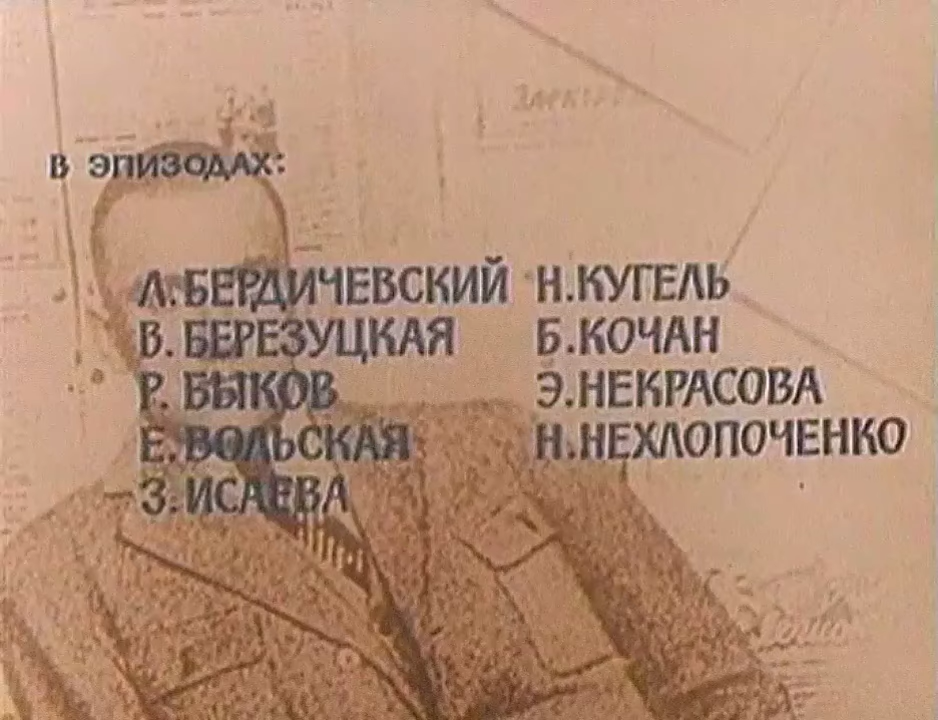 В ЭПИЗОДАХ:
Л. БЕРДИЧЕВСКИЙ
В. БЕРЕЗУЦКАЯ
Р. БЫКОВ
Е. ВОЛЬСКАЯ
З. ИСАЕВА
Н. КУГЕЛЬ
Б. КОЧАН
Э. НЕКРАСОВА
Н. НЕХЛОПОЧЕНКО